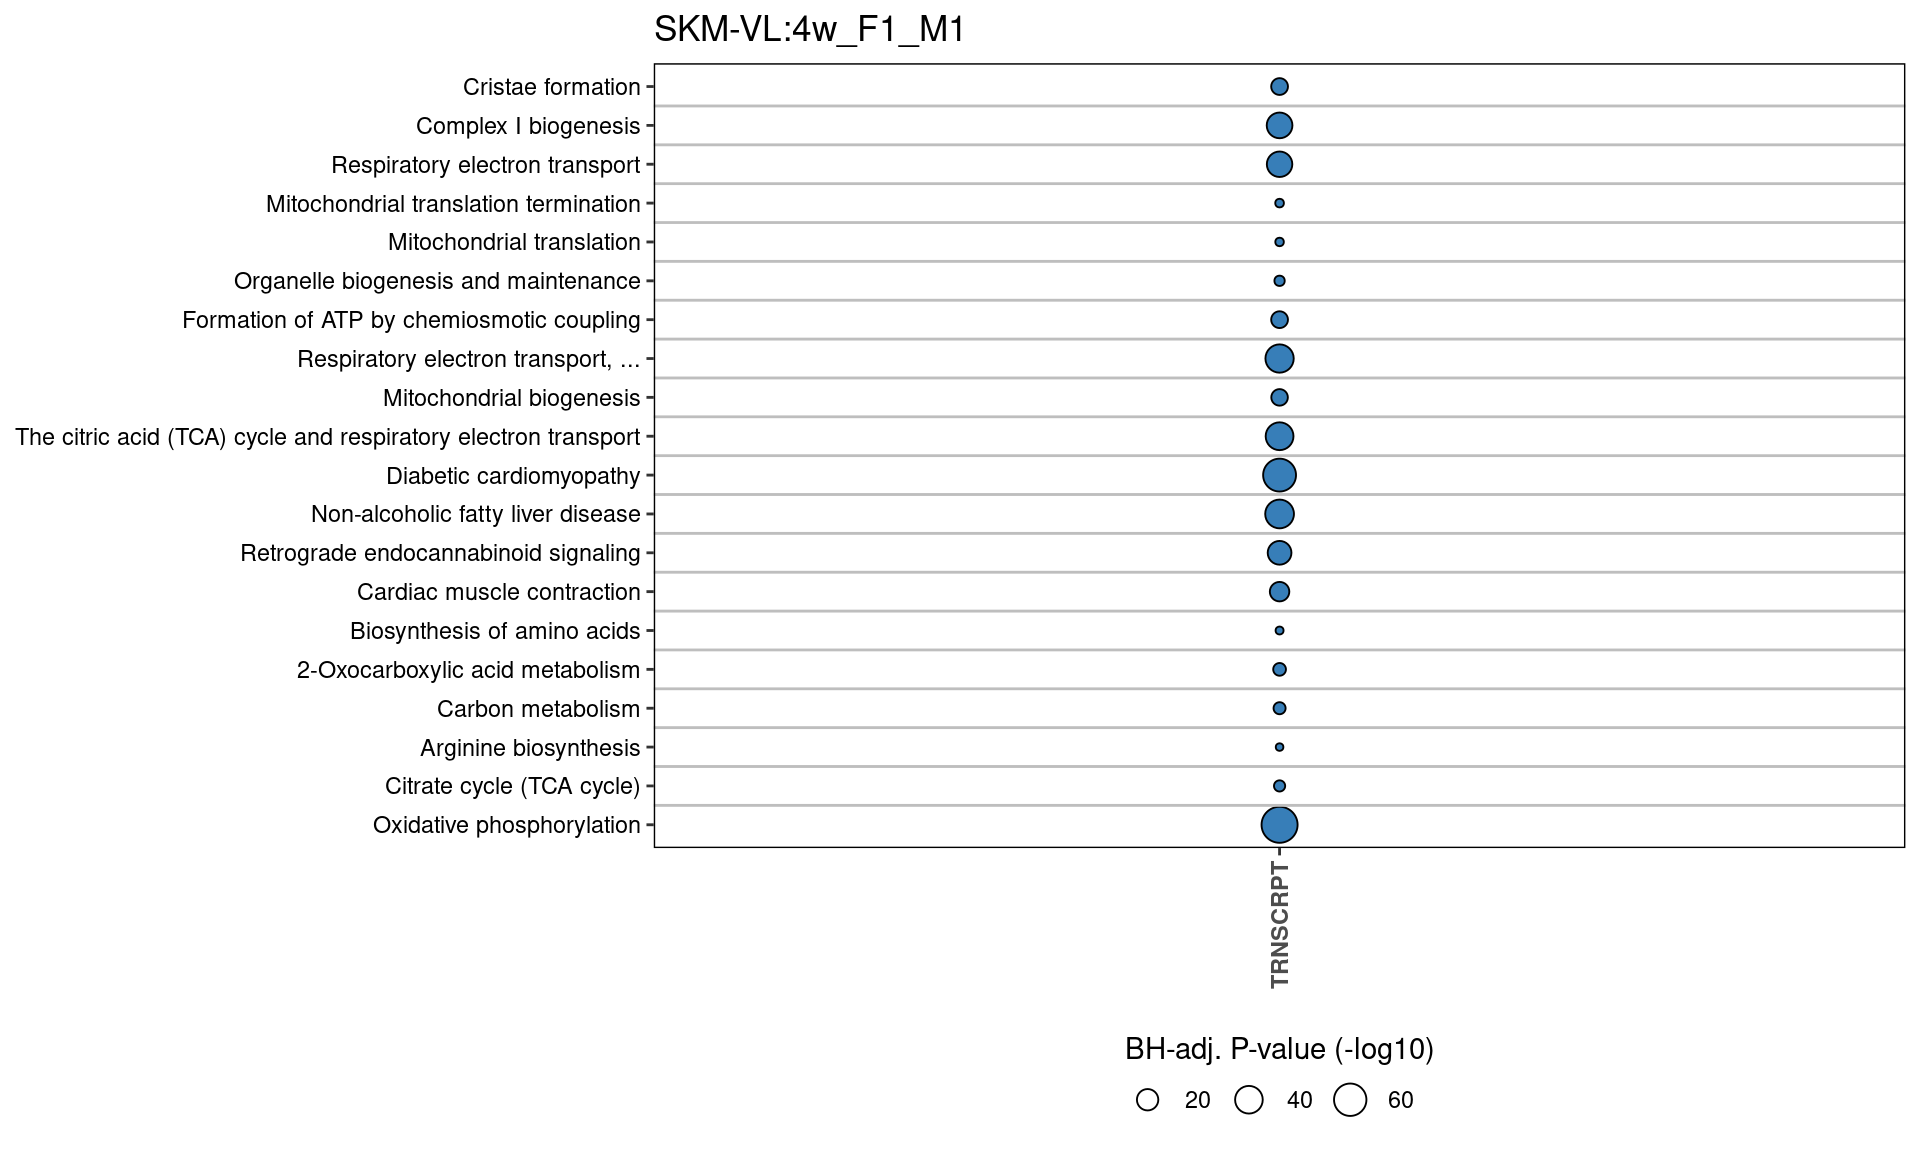 SKM-VL:4w_F1_M1
Cristae formation
Complex I biogenesis
Respiratory electron transport
Mitochondrial translation termination
Mitochondrial translation
Organelle biogenesis and maintenance
Formation of ATP by chemiosmotic coupling
Respiratory electron transport, ...
Mitochondrial biogenesis
The citric acid (TCA) cycle and respiratory electron transport
Diabetic cardiomyopathy
Non-alcoholic fatty liver disease
Retrograde endocannabinoid signaling
Cardiac muscle contraction
Biosynthesis of amino acids
2-Oxocarboxylic acid metabolism
Carbon metabolism
Arginine biosynthesis
Citrate cycle (TCA cycle)
Oxidative phosphorylation
TRNSCRPT
BH-adj. P-value (-log10)
20 40 60